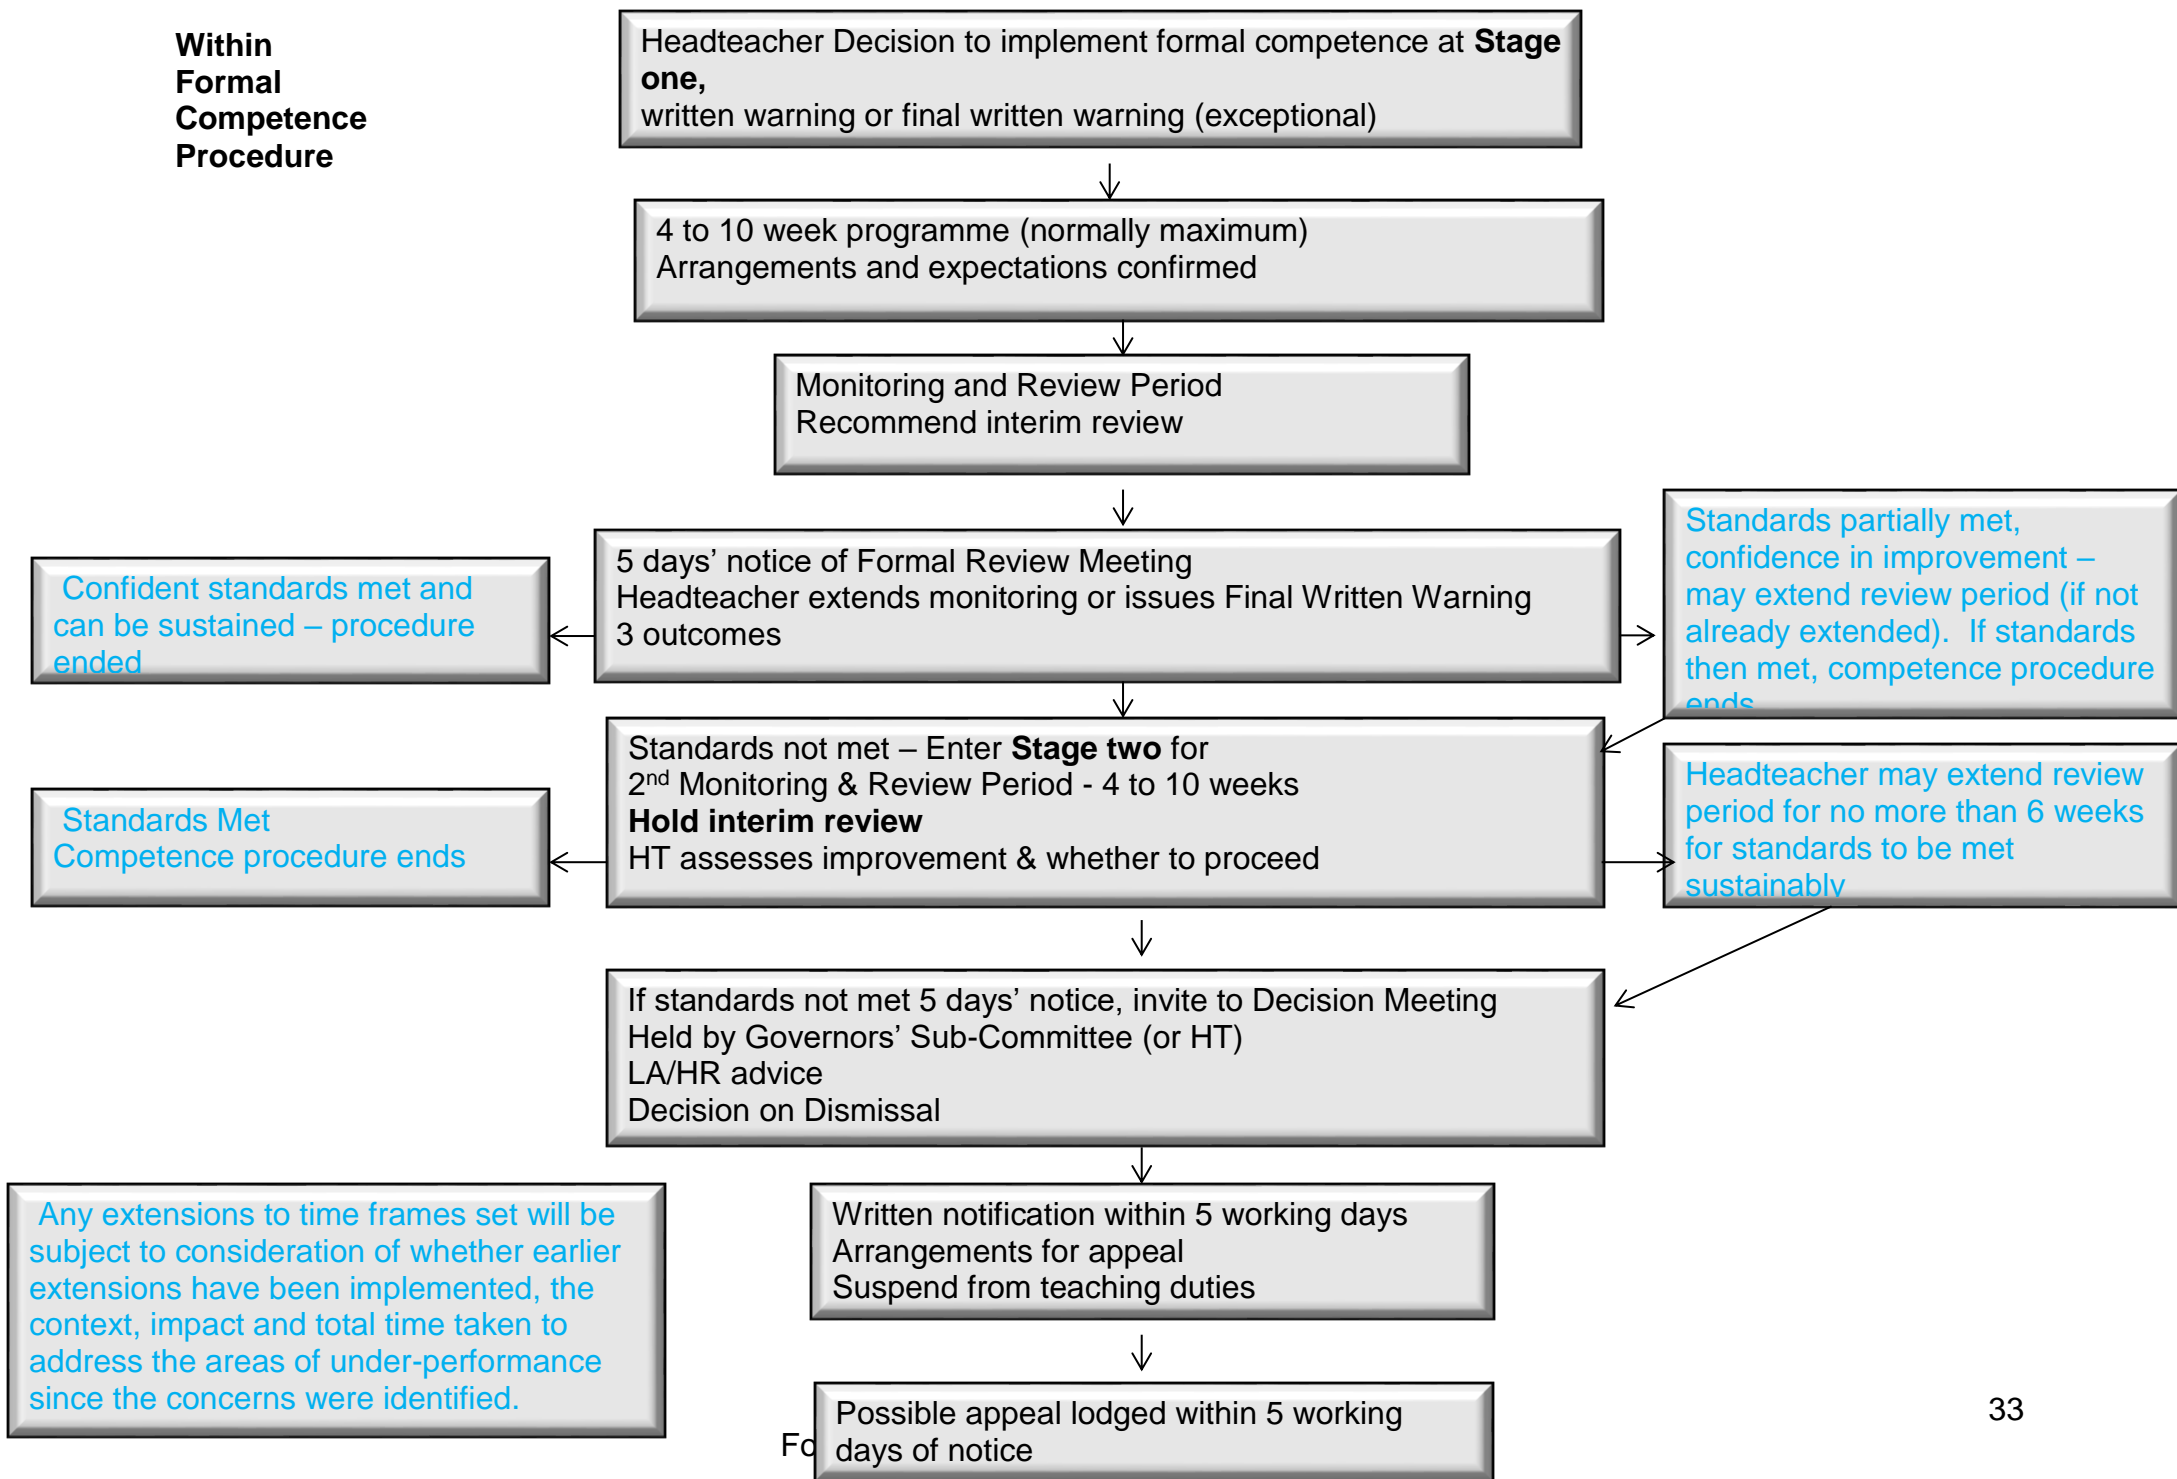 Within
Formal
Competence
Procedure
Headteacher Decision to implement formal competence at Stage
one,
written warning or final written warning (exceptional)
4 to 10 week programme (normally maximum)
Arrangements and expectations confirmed
Monitoring and Review Period
Recommend interim review
5 days’ notice of Formal Review Meeting
Headteacher extends monitoring or issues Final Written Warning
3 outcomes
Confident standards met and
can be sustained – procedure
ended
Standards partially met,
confidence in improvement –
may extend review period (if not
already extended).  If standards
then met, competence procedure
ends
Standards not met – Enter Stage two for
2nd Monitoring & Review Period - 4 to 10 weeks
Hold interim review
HT assesses improvement & whether to proceed
Standards Met
Competence procedure ends
Headteacher may extend review
period for no more than 6 weeks
for standards to be met
sustainably
If standards not met 5 days’ notice, invite to Decision Meeting
Held by Governors’ Sub-Committee (or HT)
LA/HR advice
Decision on Dismissal
Any extensions to time frames set will be
subject to consideration of whether earlier
extensions have been implemented, the
context, impact and total time taken to
address the areas of under-performance
since the concerns were identified.
Written notification within 5 working days
Arrangements for appeal
Suspend from teaching duties
Possible appeal lodged within 5 working
days of notice
33